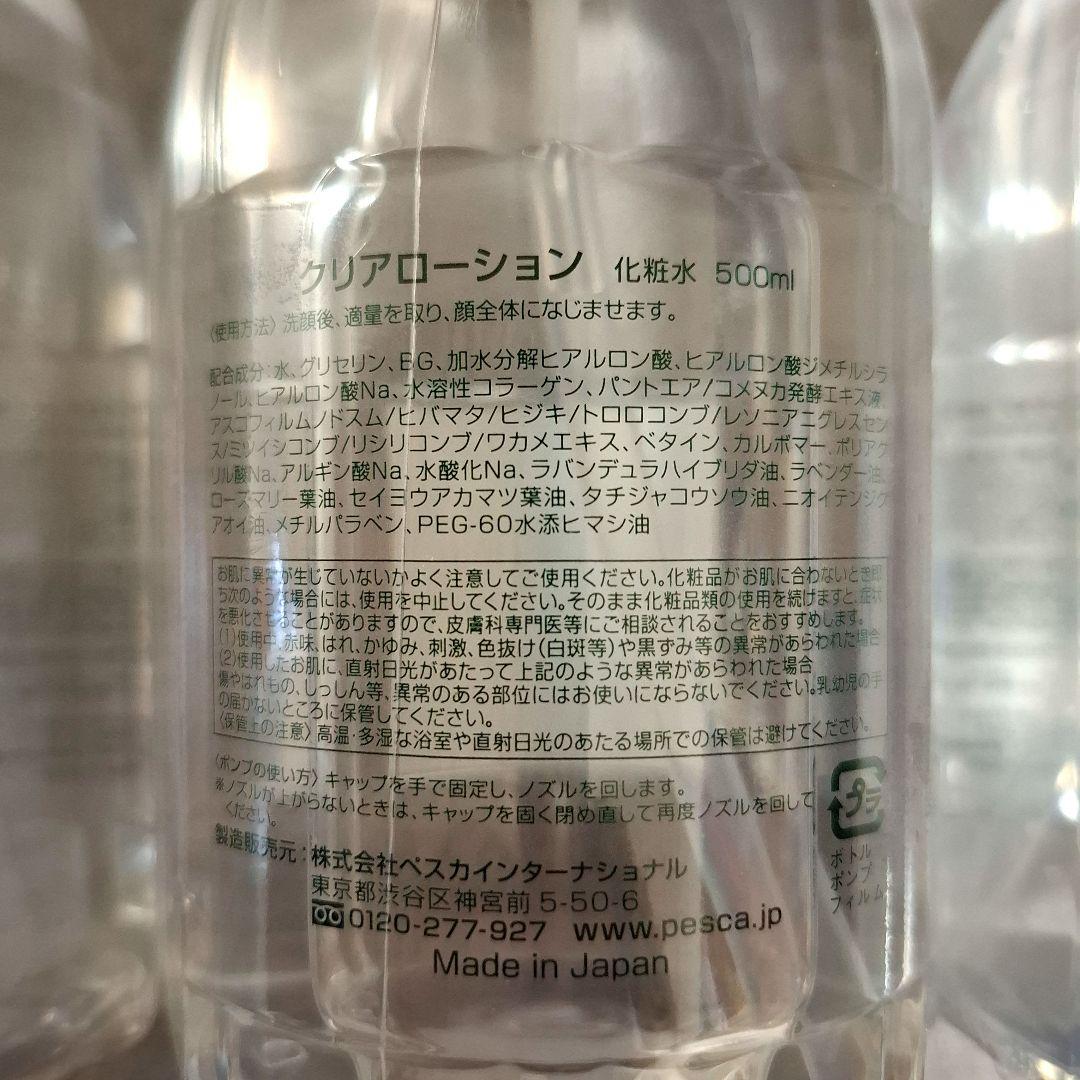 クリアローション 化粧水 500ml
〈使用方法〉洗顔後、適量を取り、顔全体になじませます。
配合成分:水、グリセリン、BG、加水分解ヒアルロン酸、ヒアルロン酸ジメチルシラ
ノール、ヒアルロン酸Na、水溶性コラーゲン、パントエア/コメヌカ発酵エキス液、
アスコフィルムノドスム/ヒバマタ/ヒジキ/トロロコンブ/レソニアニグレスセン
ス/ミツイシコンブ/リシリコンブ/ワカメエキス、ベタイン、カルボマー、ポリアク
リル酸Na、アルギン酸Na、水酸化Na、ラバンデュラハイブリダ油、ラベンダー油、
ローズマリー葉油、セイヨウアカマツ葉油、タチジャコウソウ油、ニオイテンジク
アオイ油、メチルパラベン、PEG-60水添ヒマシ油
お肌に異常が生じていないかよく注意してご使用ください。化粧品がお肌に合わないとき即
ち次のような場合には、使用を中止してください。そのまま化粧品類の使用を続けますと、症状
を悪化させることがありますので、皮膚科専門医等にご相談されることをおすすめします。
(1)使用中、赤味、はれ、かゆみ、刺激、色抜け(白斑等)や黒ずみ等の異常があらわれた場合
(2)使用したお肌に、直射日光があたって上記のような異常があらわれた場合
傷やはれもの、しっしん等、異常のある部位にはお使いにならないでください。乳幼児の手
の届かないところに保管してください。
〈保管上の注意〉高温・多湿な浴室や直射日光のあたる場所での保管は避けてください。
〈ポンプの使い方〉キャップを手で固定し、ノズルを回します。
※ノズルが上がらないときは、キャップを固く閉め直して再度ノズルを回して
ください。
製造販売元:株式会社ペスカインターナショナル
東京都渋谷区神宮前 5-50-6
0120-277-927 www.pesca.jp
Made in Japan
プラ
ボトル
ポンプ
フィルム